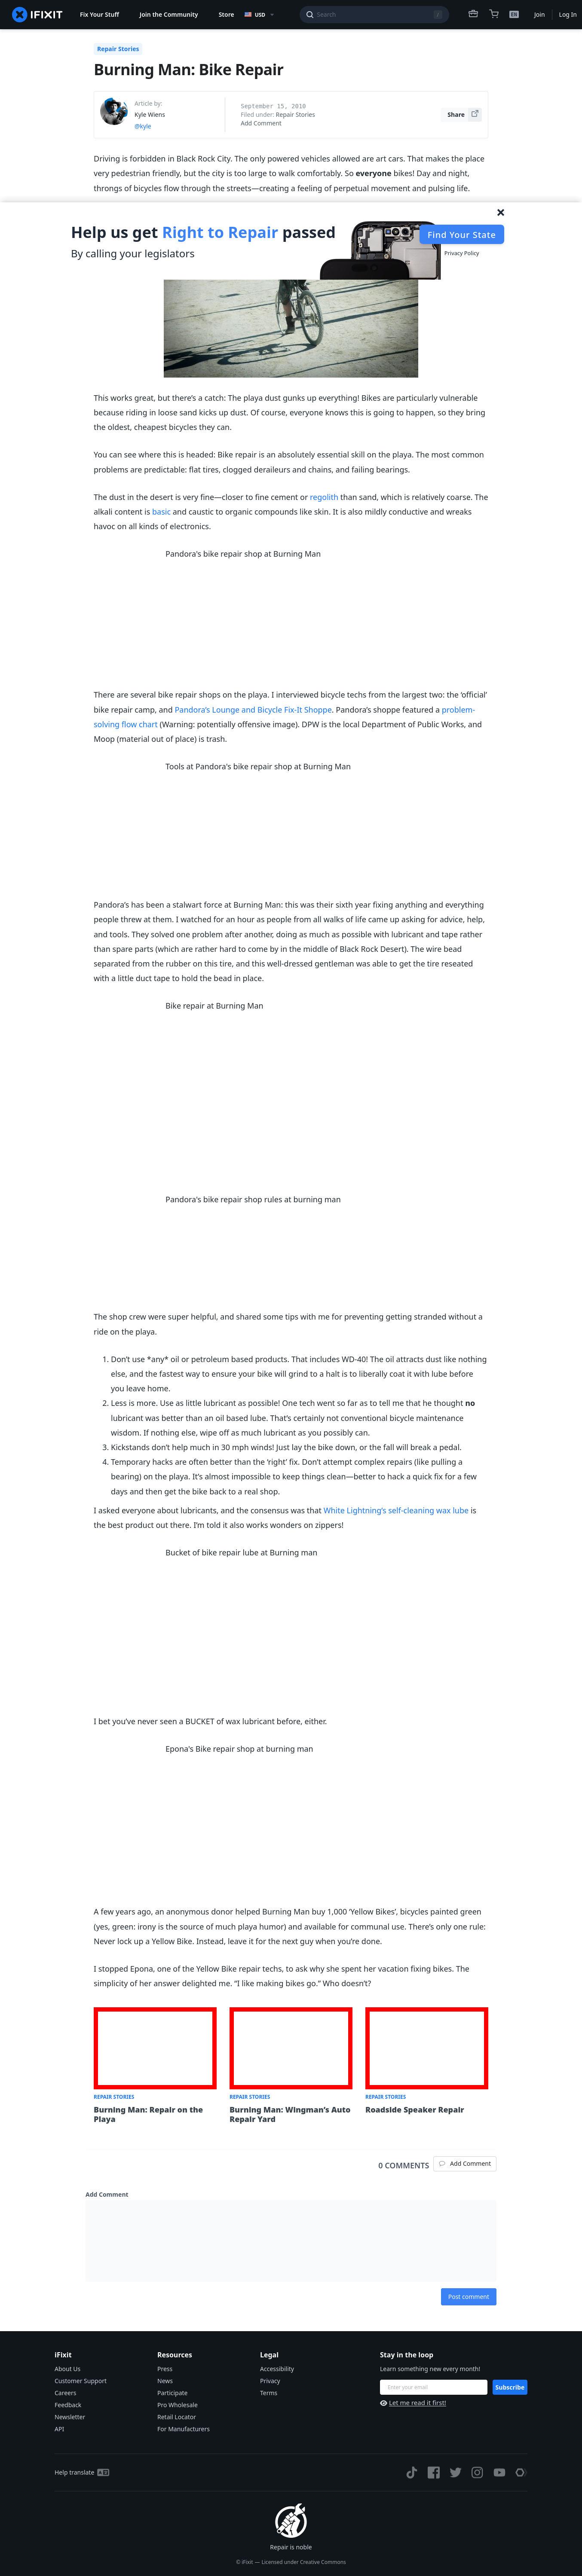 IFIXIT
Fix Your Stuff
Join the Community
Store
USD
Search
/
EN
Join
Log In
Repair Stories
Burning Man: Bike Repair
Article by:
Kyle Wiens
@kyle
September 15, 2010
Filed under: Repair Stories
Add Comment
Share
Driving is forbidden in Black Rock City. The only powered vehicles allowed are art cars. That makes the place
very pedestrian friendly, but the city is too large to walk comfortably. So everyone bikes! Day and night,
throngs of bicycles flow through the streets—creating a feeling of perpetual movement and pulsing life.
Help us get Right to Repair passed
By calling your legislators
Find Your State
Privacy Policy
This works great, but there’s a catch: The playa dust gunks up everything! Bikes are particularly vulnerable
because riding in loose sand kicks up dust. Of course, everyone knows this is going to happen, so they bring
the oldest, cheapest bicycles they can.
You can see where this is headed: Bike repair is an absolutely essential skill on the playa. The most common
problems are predictable: flat tires, clogged deraileurs and chains, and failing bearings.
The dust in the desert is very fine—closer to fine cement or regolith than sand, which is relatively coarse. The
alkali content is basic and caustic to organic compounds like skin. It is also mildly conductive and wreaks
havoc on all kinds of electronics.
Pandora's bike repair shop at Burning Man
There are several bike repair shops on the playa. I interviewed bicycle techs from the largest two: the ‘official’
bike repair camp, and Pandora’s Lounge and Bicycle Fix-It Shoppe. Pandora’s shoppe featured a problem-
solving flow chart (Warning: potentially offensive image). DPW is the local Department of Public Works, and
Moop (material out of place) is trash.
Tools at Pandora's bike repair shop at Burning Man
Pandora’s has been a stalwart force at Burning Man: this was their sixth year fixing anything and everything
people threw at them. I watched for an hour as people from all walks of life came up asking for advice, help,
and tools. They solved one problem after another, doing as much as possible with lubricant and tape rather
than spare parts (which are rather hard to come by in the middle of Black Rock Desert). The wire bead
separated from the rubber on this tire, and this well-dressed gentleman was able to get the tire reseated
with a little duct tape to hold the bead in place.
Bike repair at Burning Man
Pandora's bike repair shop rules at burning man
The shop crew were super helpful, and shared some tips with me for preventing getting stranded without a
ride on the playa.
1. Don’t use *any* oil or petroleum based products. That includes WD-40! The oil attracts dust like nothing
else, and the fastest way to ensure your bike will grind to a halt is to liberally coat it with lube before
you leave home.
2. Less is more. Use as little lubricant as possible! One tech went so far as to tell me that he thought no
lubricant was better than an oil based lube. That’s certainly not conventional bicycle maintenance
wisdom. If nothing else, wipe off as much lubricant as you possibly can.
3. Kickstands don’t help much in 30 mph winds! Just lay the bike down, or the fall will break a pedal.
4. Temporary hacks are often better than the ‘right’ fix. Don’t attempt complex repairs (like pulling a
bearing) on the playa. It’s almost impossible to keep things clean—better to hack a quick fix for a few
days and then get the bike back to a real shop.
I asked everyone about lubricants, and the consensus was that White Lightning’s self-cleaning wax lube is
the best product out there. I’m told it also works wonders on zippers!
Bucket of bike repair lube at Burning man
I bet you’ve never seen a BUCKET of wax lubricant before, either.
Epona's Bike repair shop at burning man
A few years ago, an anonymous donor helped Burning Man buy 1,000 ‘Yellow Bikes’, bicycles painted green
(yes, green: irony is the source of much playa humor) and available for communal use. There’s only one rule:
Never lock up a Yellow Bike. Instead, leave it for the next guy when you’re done.
I stopped Epona, one of the Yellow Bike repair techs, to ask why she spent her vacation fixing bikes. The
simplicity of her answer delighted me. “I like making bikes go.” Who doesn’t?
REPAIR STORIES
Burning Man: Repair on the
Playa
REPAIR STORIES
Burning Man: Wingman’s Auto
Repair Yard
REPAIR STORIES
Roadside Speaker Repair
0 COMMENTS
Add Comment
Add Comment
Post comment
iFixit
About Us
Customer Support
Careers
Feedback
Newsletter
API
Resources
Press
News
Participate
Pro Wholesale
Retail Locator
For Manufacturers
Legal
Accessibility
Privacy
Terms
Stay in the loop
Learn something new every month!
Enter your email
Subscribe
Let me read it first!
Help translate
Repair is noble
© iFixit — Licensed under Creative Commons